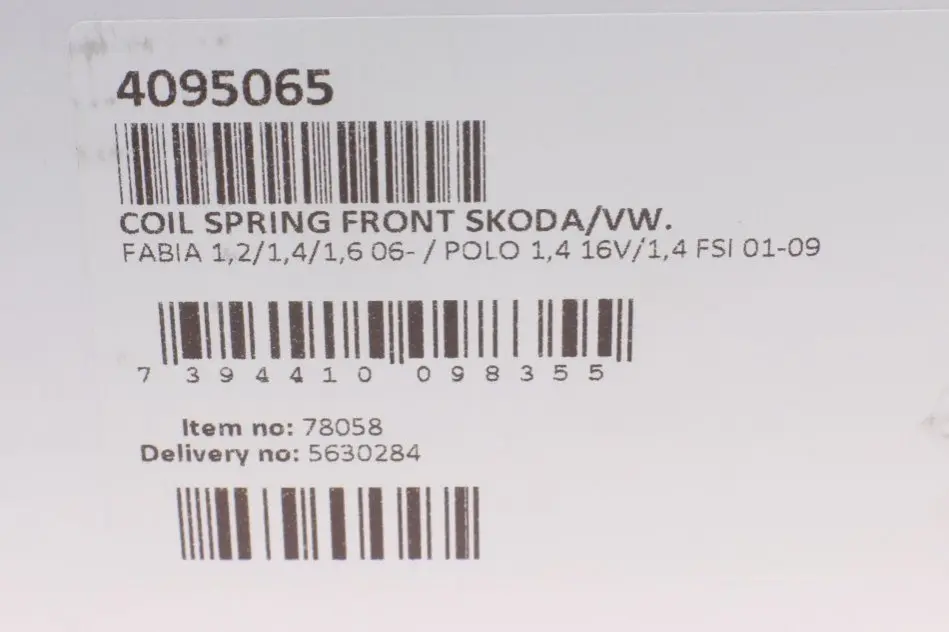 4095065
COIL SPRING FRONT SKODA/VW.
FABIA 1,2/1,4/1,6 06- / POLO 1,4 16V/1,4 FSI 01-09
7 394410 098355
Item no: 78058
Delivery no: 5630284